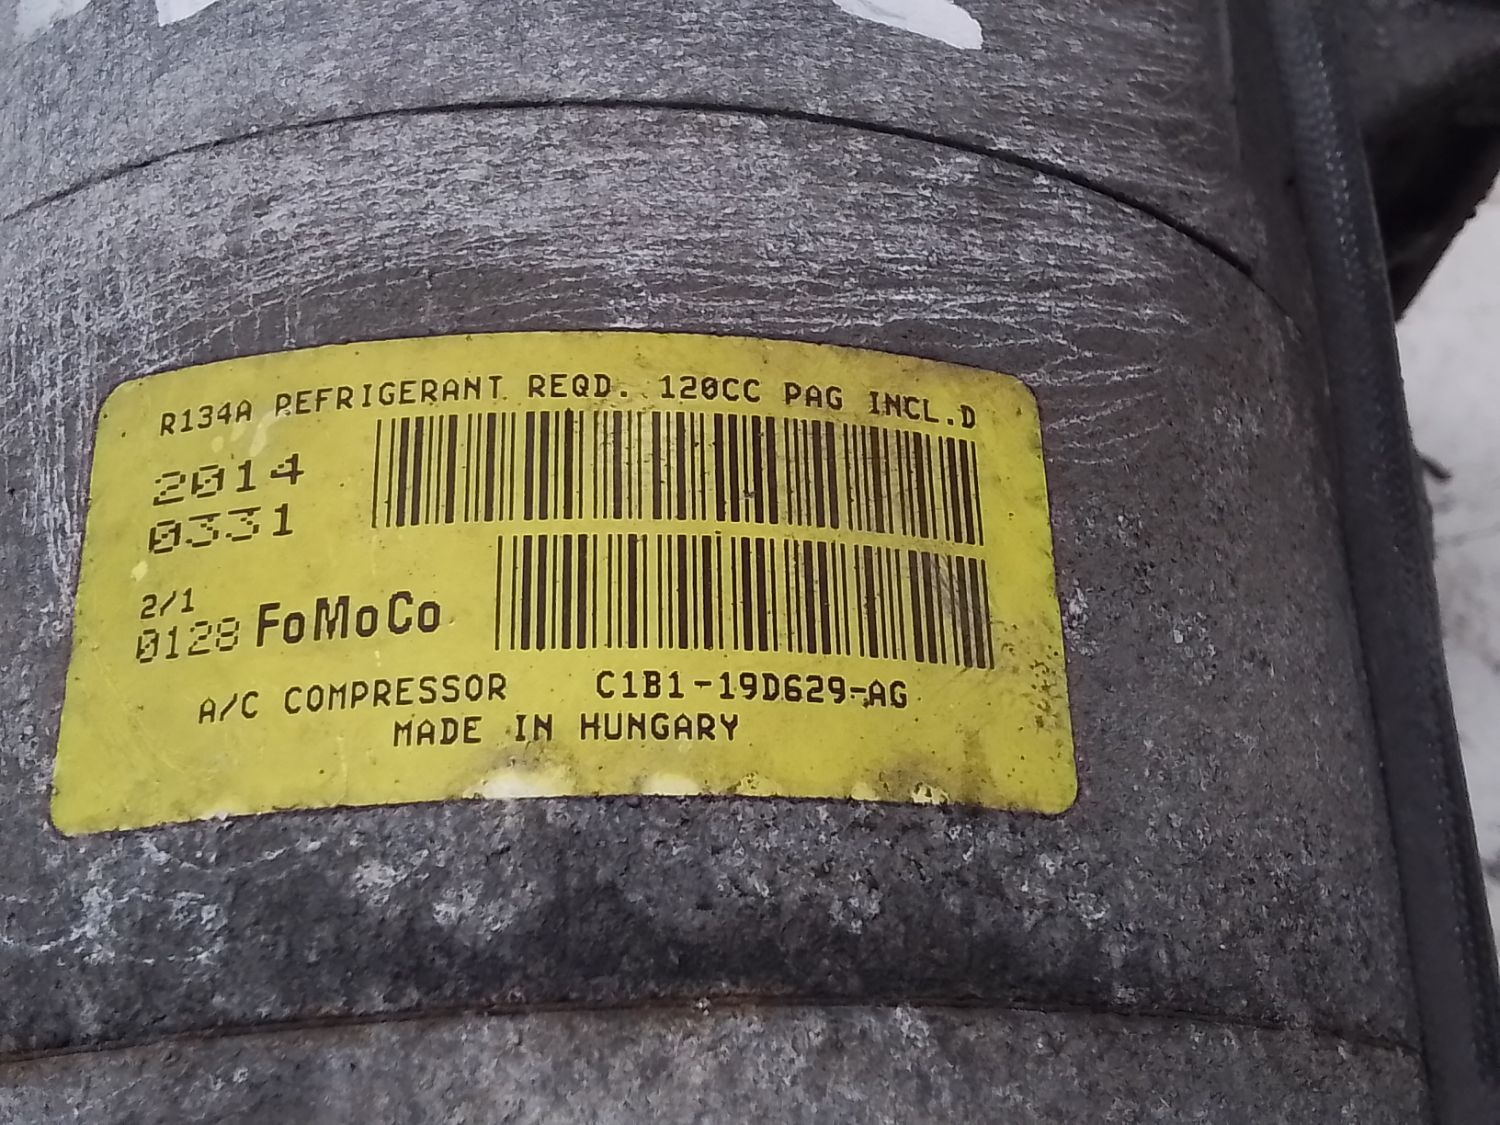 R134A REFRIGERANT REQD. 120CC PAG INCL.D
2014
0331
2/1
0128 FoMoCo
A/C COMPRESSOR C1B1-19D629-AG
MADE IN HUNGARY